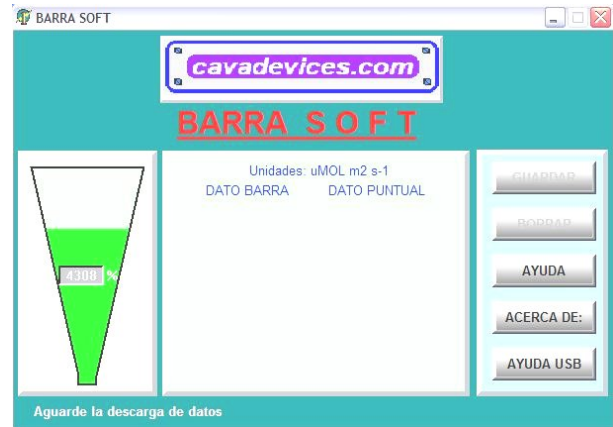 BARRA SOFT
cavadevices.com
BARRA SOFT
Unidades: uMOL m2 s-1
DATO BARRA DATO PUNTUAL
4308 %
GUARDAR
BORRAR
AYUDA
ACERCA DE:
AYUDA USB
Aguarde la descarga de datos